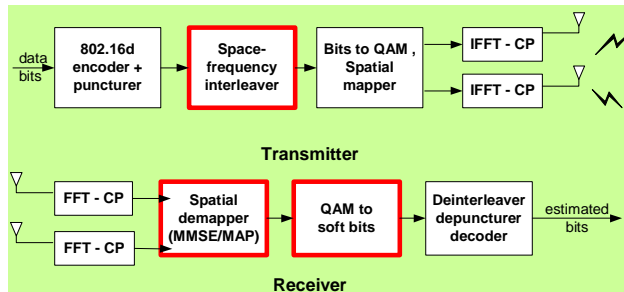 data
bits
802.16d
encoder +
puncturer
Space-
frequency
interleaver
Bits to QAM ,
Spatial
mapper
IFFT - CP
IFFT - CP
Transmitter
FFT - CP
FFT - CP
Spatial
demapper
(MMSE/MAP)
QAM to
soft bits
Deinterleaver
depuncturer
decoder
estimated
bits
Receiver